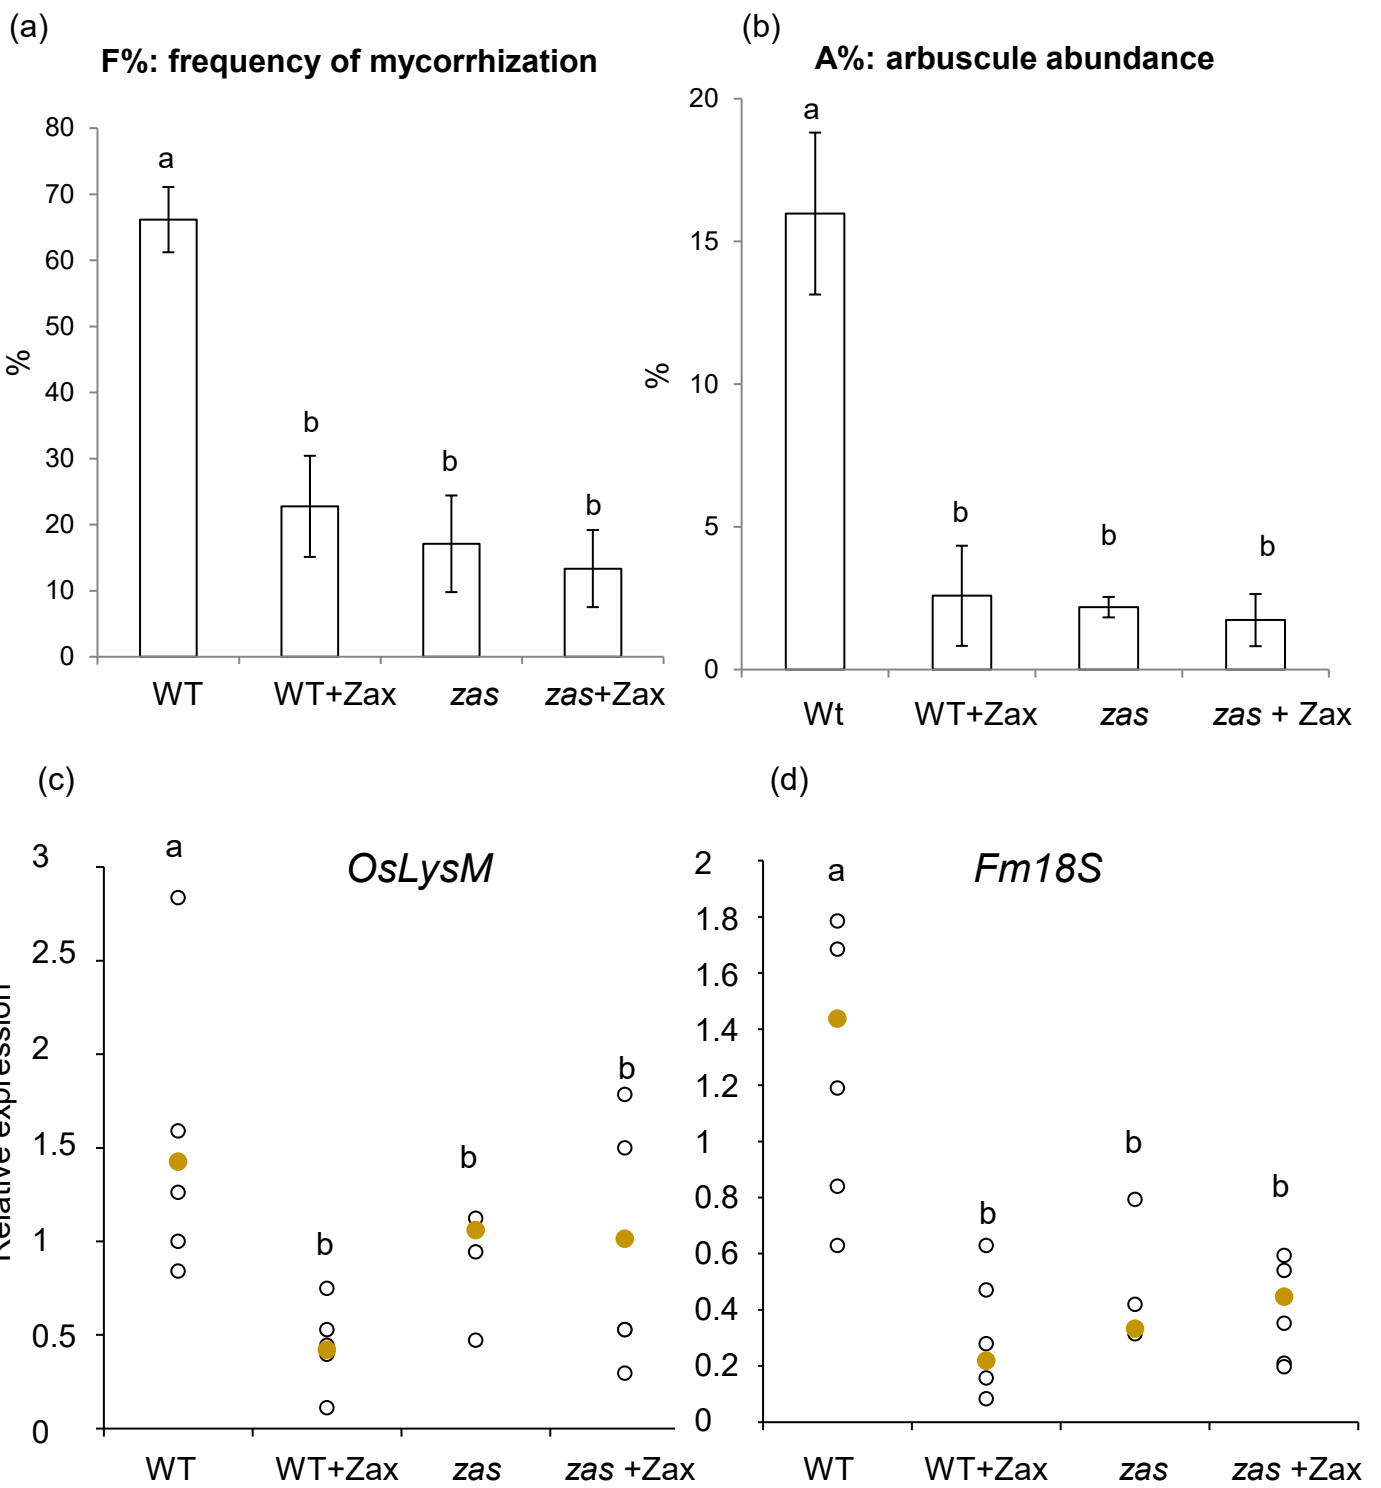 (a)
F%: frequency of mycorrhization
80
70
60
50
40
30
20
10
0
%
a
b
b
b
WT
WT+Zax
zas
zas+Zax
(b)
A%: arbuscule abundance
20
15
10
5
0
%
a
b
b
b
Wt
WT+Zax
zas
zas + Zax
(c)
OsLysM
3
2.5
2
1.5
1
0.5
0
Relative expression
a
b
b
b
WT
WT+Zax
zas
zas +Zax
(d)
Fm18S
2
1.8
1.6
1.4
1.2
1
0.8
0.6
0.4
0.2
0
a
b
b
b
WT
WT+Zax
zas
zas +Zax